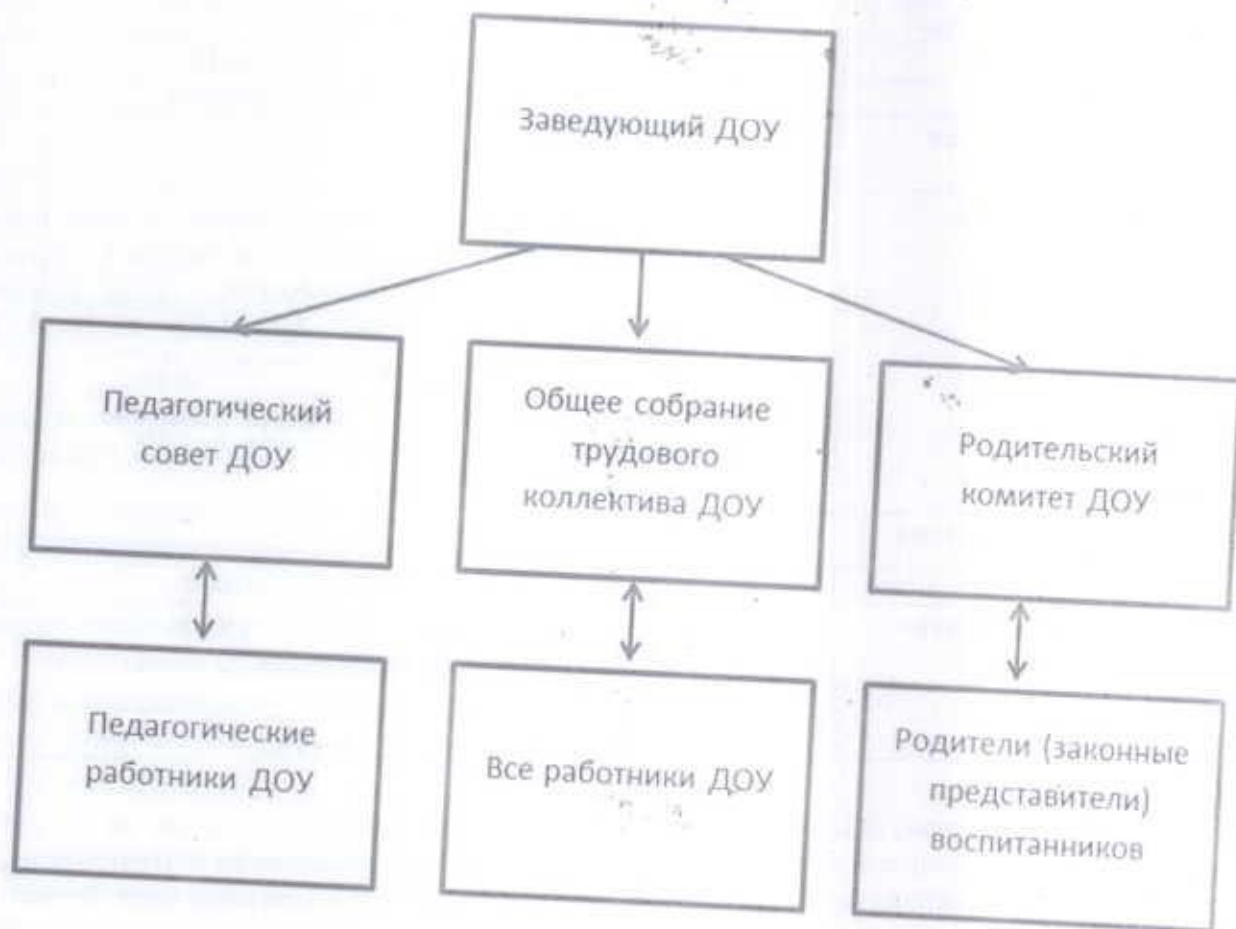 Заведующий ДОУ
Педагогический
совет ДОУ
Общее собрание
трудового
коллектива ДОУ
Родительский
комитет ДОУ
Педагогические
работники ДОУ
Все работники ДОУ
Родители (законные
представители)
воспитанников